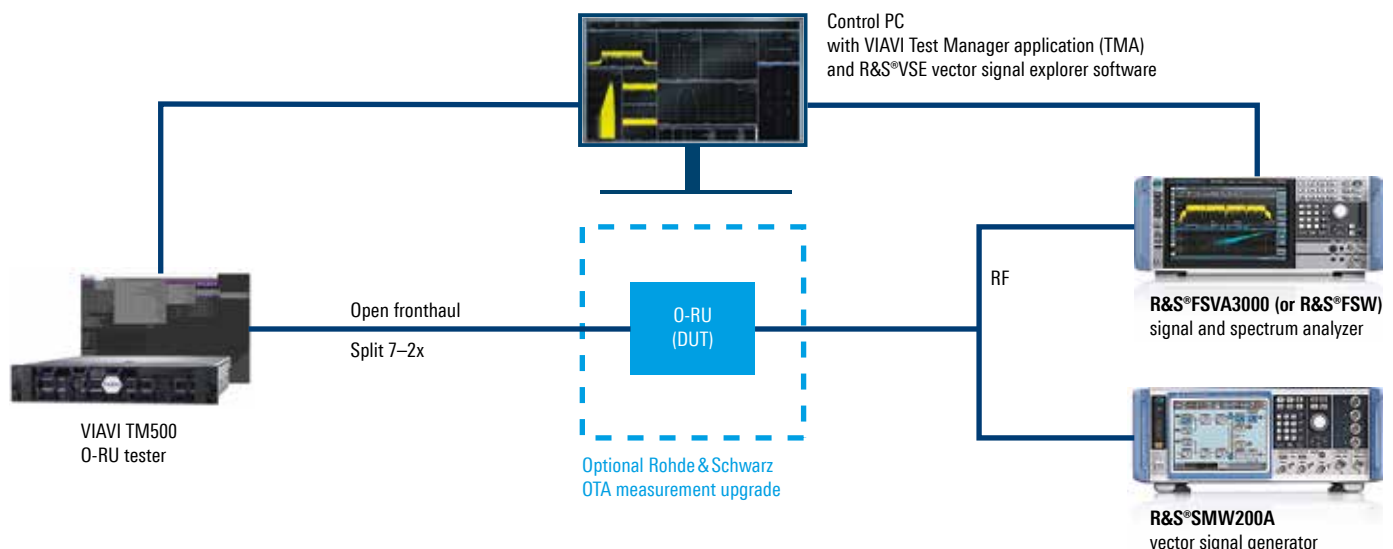 Control PC
with VIAVI Test Manager application (TMA)
and R&S®VSE vector signal explorer software
Open fronthaul
Split 7–2x
O-RU
(DUT)
RF
R&S®FSVA3000 (or R&S®FSW)
signal and spectrum analyzer
VIAVI TM500
O-RU tester
Optional Rohde & Schwarz
OTA measurement upgrade
R&S®SMW200A
vector signal generator